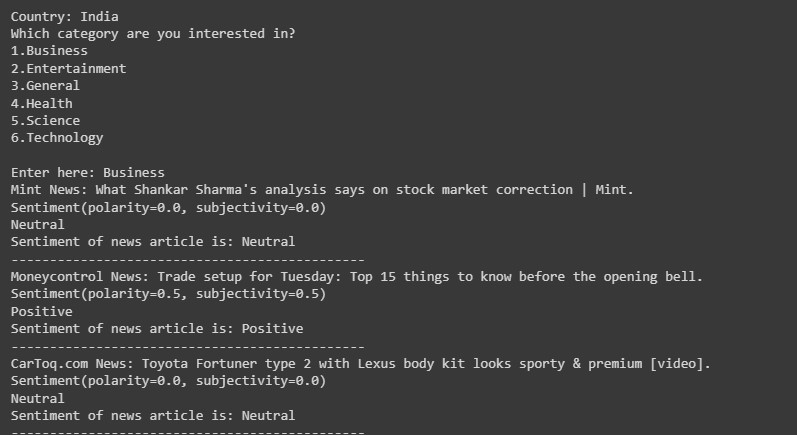 Country: India
Which category are you interested in?
1.Business
2.Entertainment
3.General
4.Health
5.Science
6.Technology
Enter here: Business
Mint News: What Shankar Sharma's analysis says on stock market correction | Mint.
Sentiment(polarity=0.0, subjectivity=0.0)
Neutral
Sentiment of news article is: Neutral
----------------------------------------------
Moneycontrol News: Trade setup for Tuesday: Top 15 things to know before the opening bell.
Sentiment(polarity=0.5, subjectivity=0.5)
Positive
Sentiment of news article is: Positive
----------------------------------------------
CarToq.com News: Toyota Fortuner type 2 with Lexus body kit looks sporty & premium [video].
Sentiment(polarity=0.0, subjectivity=0.0)
Neutral
Sentiment of news article is: Neutral
----------------------------------------------